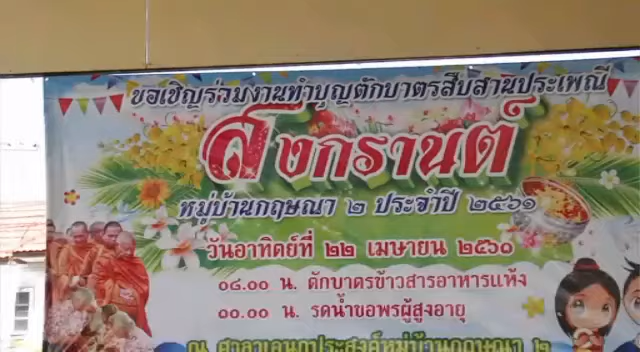 ขอเชิญร่วมงานทำบุญตักบาตรสืบสานประเพณี
สงกรานต์
หมู่บ้านกฤษณา ๒ ประจำปี ๒๕๖๑
วันอาทิตย์ที่ ๒๒ เมษายน ๒๕๖๑
๐๘.๐๐ น. ตักบาตรข้าวสารอาหารแห้ง
๑๐.๐๐ น. รดน้ำขอพรผู้สูงอายุ
ณ ศาลาเอนกประสงค์หมู่บ้านกฤษณา ๒